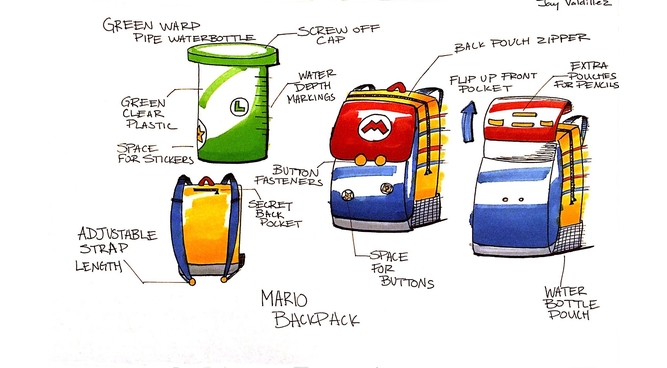 Jay Valdillez
GREEN WARP
PIPE WATERBOTTLE
SCREW OFF
CAP
BACK POUCH ZIPPER
WATER
DEPTH
MARKINGS
FLIP UP FRONT
POCKET
EXTRA
POUCHES
FOR PENCILS
GREEN
CLEAR
PLASTIC
L
M
SPACE
FOR STICKERS
BUTTON
FASTENERS
SECRET
BACK
POCKET
ADJUSTABLE
STRAP
LENGTH
SPACE
FOR
BUTTONS
WATER
BOTTLE
POUCH
MARIO
BACKPACK